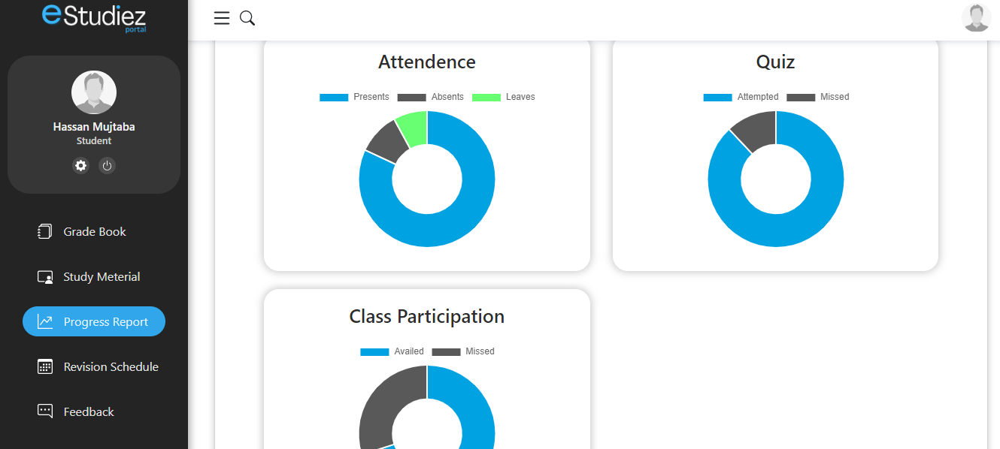 eStudiez
portal
Hassan Mujtaba
Student
Grade Book
Study Meterial
Progress Report
Revision Schedule
Feedback
Attendence
Presents Absents Leaves
Quiz
Attempted Missed
Class Participation
Availed Missed